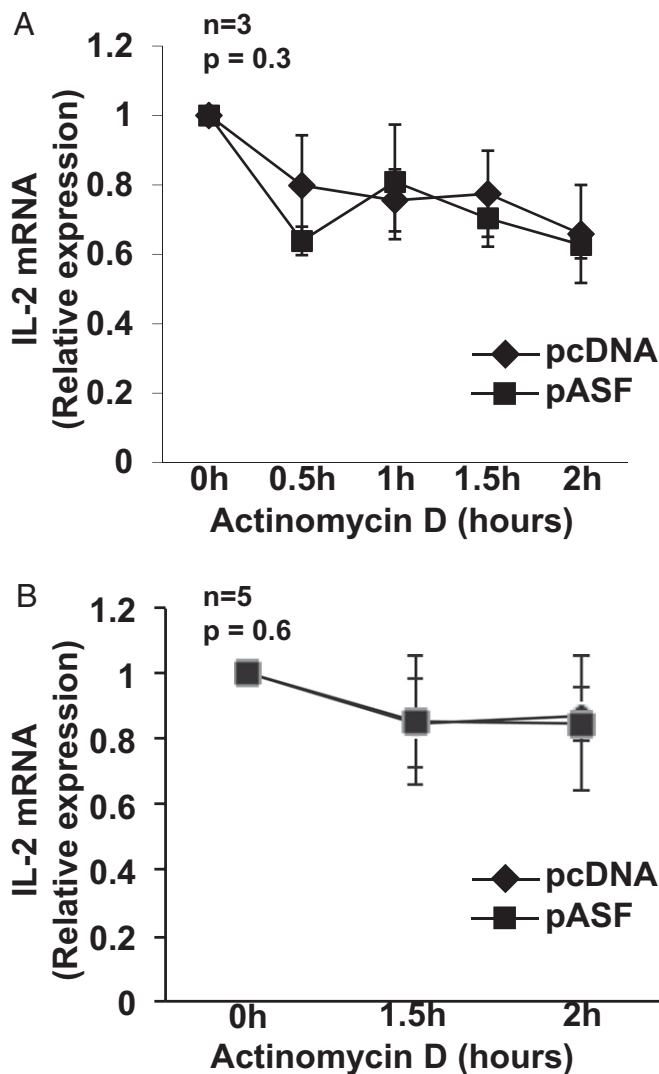 A
n=3
p = 0.3
IL-2 mRNA
(Relative expression)
1.2
1
0.8
0.6
0.4
0.2
0
pcDNA
pASF
0h 0.5h 1h 1.5h 2h
Actinomycin D (hours)
B
n=5
p = 0.6
IL-2 mRNA
(Relative expression)
1.2
1
0.8
0.6
0.4
0.2
0
pcDNA
pASF
0h 1.5h 2h
Actinomycin D (hours)